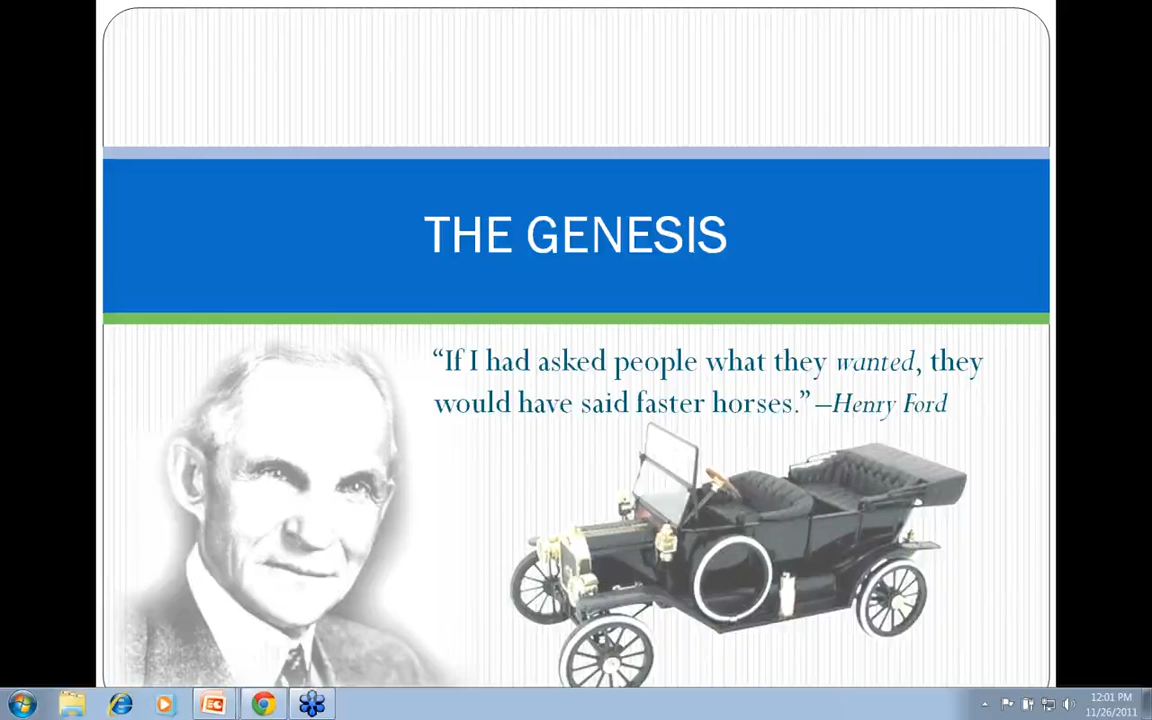 THE GENESIS
“If I had asked people what they wanted, they
would have said faster horses.” –Henry Ford
12:01 PM
11/26/2011